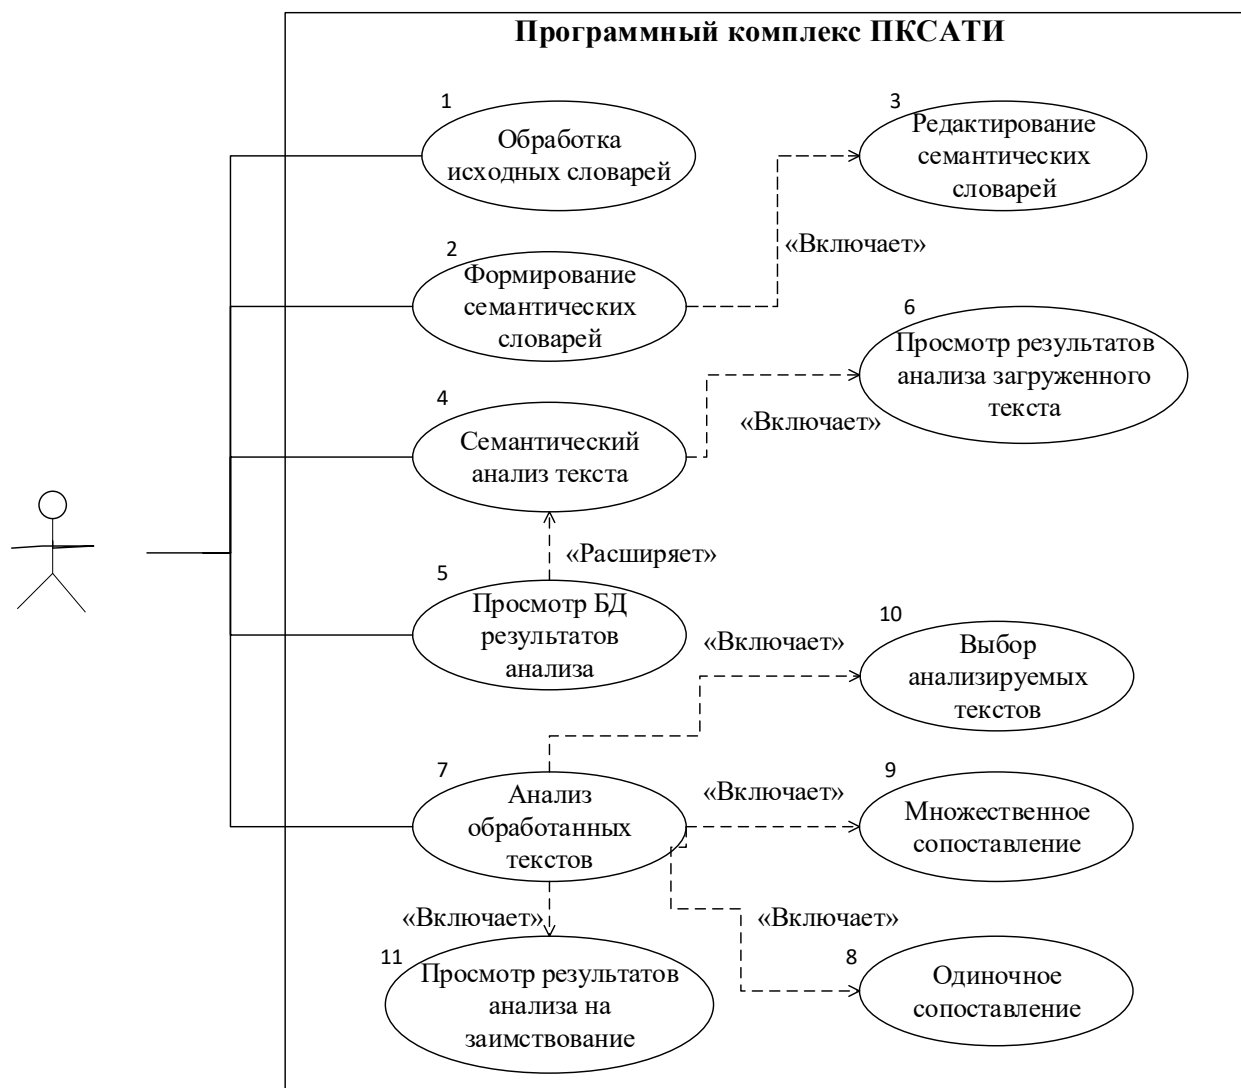 Программный комплекс ПКСАТИ
1
Обработка
исходных словарей
3
Редактирование
семантических
словарей
«Включает»
2
Формирование
семантических
словарей
6
Просмотр результатов
анализа загруженного
текста
«Включает»
4
Семантический
анализ текста
«Расширяет»
5
Просмотр БД
результатов
анализа
10
Выбор
анализируемых
текстов
«Включает»
7
Анализ
обработанных
текстов
«Включает»
9
Множественное
сопоставление
«Включает»
«Включает»
11
Просмотр результатов
анализа на
заимствование
8
Одиночное
сопоставление